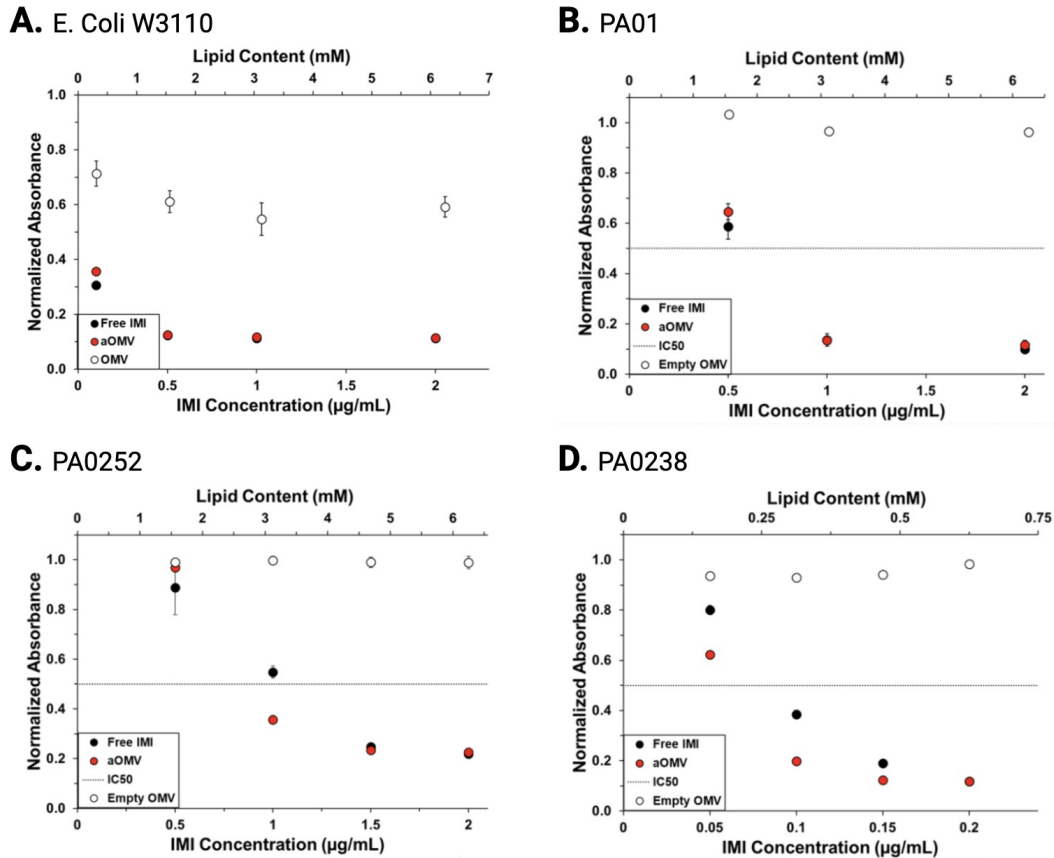 A. E. Coli W3110
Lipid Content (mM)
0 1 2 3 4 5 6 7
Normalized Absorbance
1.0
0.8
0.6
0.4
0.2
0.0
Free IMI
aOMV
OMV
0 0.5 1 1.5 2
IMI Concentration (µg/mL)
B. PA01
Lipid Content (mM)
0 1 2 3 4 5 6
Normalized Absorbance
1.0
0.8
0.6
0.4
0.2
0.0
Free IMI
aOMV
IC50
Empty OMV
0 0.5 1 1.5 2
IMI Concentration (µg/mL)
C. PA0252
Lipid Content (mM)
0 1 2 3 4 5 6
Normalized Absorbance
1.0
0.8
0.6
0.4
0.2
0.0
Free IMI
aOMV
IC50
Empty OMV
0 0.5 1 1.5 2
IMI Concentration (µg/mL)
D. PA0238
Lipid Content (mM)
0 0.25 0.5 0.75
Normalized Absorbance
1.0
0.8
0.6
0.4
0.2
0.0
Free IMI
aOMV
IC50
Empty OMV
0 0.05 0.1 0.15 0.2
IMI Concentration (µg/mL)